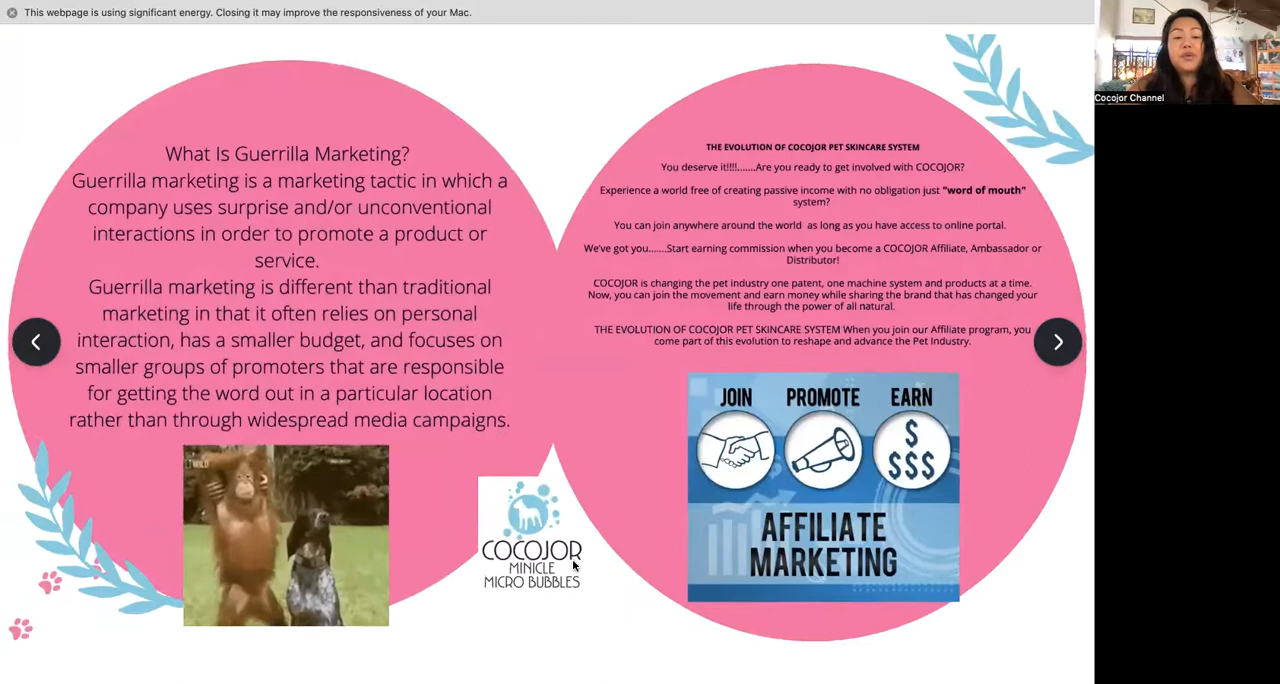 This webpage is using significant energy. Closing it may improve the responsiveness of your Mac.
What Is Guerrilla Marketing?
Guerrilla marketing is a marketing tactic in which a
company uses surprise and/or unconventional
interactions in order to promote a product or
service.
Guerrilla marketing is different than traditional
marketing in that it often relies on personal
interaction, has a smaller budget, and focuses on
smaller groups of promoters that are responsible
for getting the word out in a particular location
rather than through widespread media campaigns.
COCOJOR
MINICLE
MICRO BUBBLES
THE EVOLUTION OF COCOJOR PET SKINCARE SYSTEM
You deserve it!!!!.......Are you ready to get involved with COCOJOR?
Experience a world free of creating passive income with no obligation just "word of mouth"
system?
You can join anywhere around the world as long as you have access to online portal.
We've got you.......Start earning commission when you become a COCOJOR Affiliate, Ambassador or
Distributor!
COCOJOR is changing the pet industry one patent, one machine system and products at a time.
Now, you can join the movement and earn money while sharing the brand that has changed your
life through the power of all natural.
THE EVOLUTION OF COCOJOR PET SKINCARE SYSTEM When you join our Affiliate program, you
come part of this evolution to reshape and advance the Pet Industry.
JOIN PROMOTE EARN
$
$$$
AFFILIATE
MARKETING
Cocojor Channel